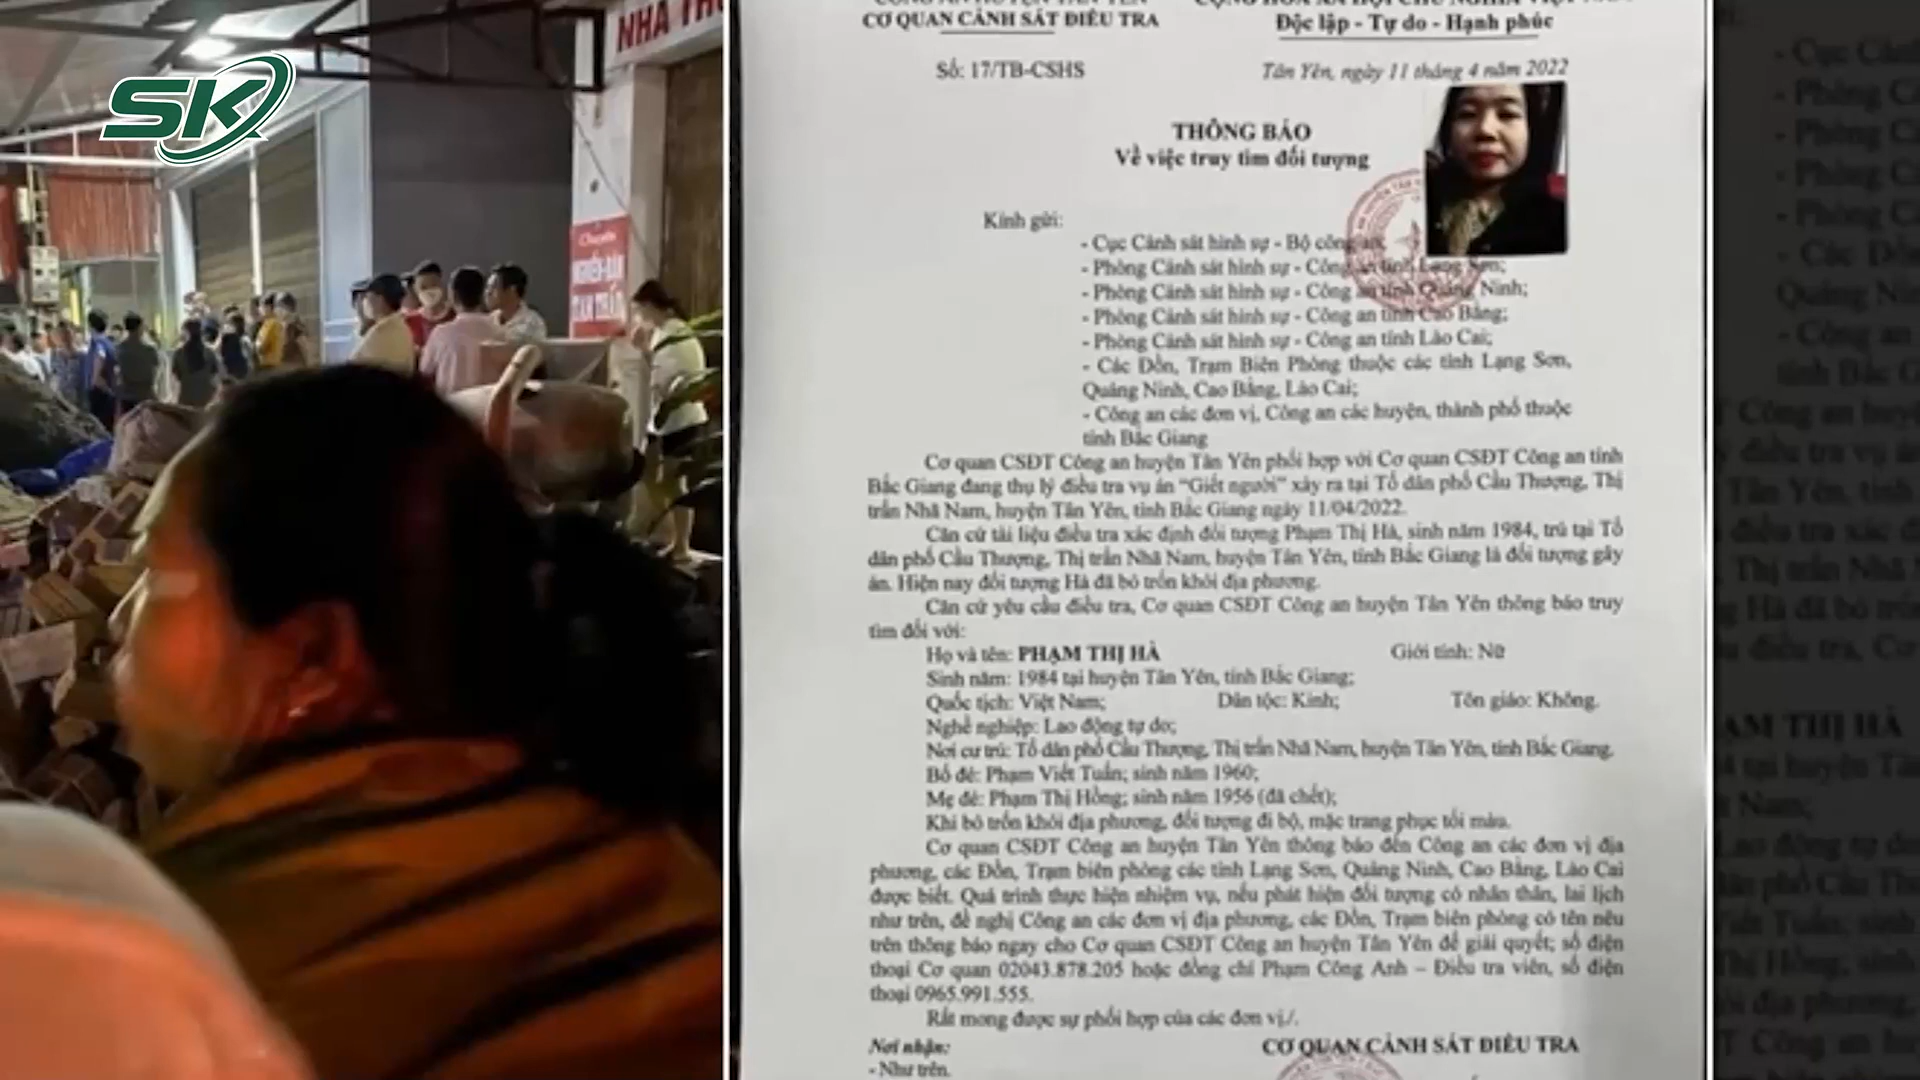 SK
NHÀ
Chuyên
CƠ QUAN CẢNH SÁT ĐIỀU TRA
Độc lập - Tự do - Hạnh phúc
Số: 17/TB-CSHS
Tân Yên, ngày 11 tháng 4 năm 2022
THÔNG BÁO
Về việc truy tìm đối tượng
Kính gửi:
- Cục Cảnh sát hình sự - Bộ công an;
- Phòng Cảnh sát hình sự - Công an tỉnh Lạng Sơn;
- Phòng Cảnh sát hình sự - Công an tỉnh Quảng Ninh;
- Phòng Cảnh sát hình sự - Công an tỉnh Cao Bằng;
- Phòng Cảnh sát hình sự - Công an tỉnh Lào Cai;
- Các Đồn, Trạm Biên Phòng thuộc các tỉnh Lạng Sơn,
Quảng Ninh, Cao Bằng, Lào Cai;
- Công an các đơn vị, Công an các huyện, thành phố thuộc
tỉnh Bắc Giang
Cơ quan CSĐT Công an huyện Tân Yên phối hợp với Cơ quan CSĐT Công an tỉnh
Bắc Giang đang thụ lý điều tra vụ án “Giết người” xảy ra tại Tổ dân phố Cầu Thượng, Thị
trấn Nhã Nam, huyện Tân Yên, tỉnh Bắc Giang ngày 11/04/2022.
Căn cứ tài liệu điều tra xác định đối tượng Phạm Thị Hà, sinh năm 1984, trú tại Tổ
dân phố Cầu Thượng, Thị trấn Nhã Nam, huyện Tân Yên, tỉnh Bắc Giang là đối tượng gây
án. Hiện nay đối tượng Hà đã bỏ trốn khỏi địa phương.
Căn cứ yêu cầu điều tra, Cơ quan CSĐT Công an huyện Tân Yên thông báo truy
tìm đối với:
Họ và tên: PHẠM THỊ HÀ Giới tính: Nữ
Sinh năm: 1984 tại huyện Tân Yên, tỉnh Bắc Giang;
Quốc tịch: Việt Nam; Dân tộc: Kinh; Tôn giáo: Không.
Nghề nghiệp: Lao động tự do;
Nơi cư trú: Tổ dân phố Cầu Thượng, Thị trấn Nhã Nam, huyện Tân Yên, tỉnh Bắc Giang.
Bố đẻ: Phạm Viết Tuấn; sinh năm 1960;
Mẹ đẻ: Phạm Thị Hồng; sinh năm 1956 (đã chết);
Khi bỏ trốn khỏi địa phương, đối tượng đi bộ, mặc trang phục tối màu.
Cơ quan CSĐT Công an huyện Tân Yên thông báo đến Công an các đơn vị địa
phương, các Đồn, Trạm biên phòng các tỉnh Lạng Sơn, Quảng Ninh, Cao Bằng, Lào Cai
được biết. Quá trình thực hiện nhiệm vụ, nếu phát hiện đối tượng có nhân thân, lai lịch
như trên, đề nghị Công an các đơn vị địa phương, các Đồn, Trạm biên phòng có tên nêu
trên thông báo ngay cho Cơ quan CSĐT Công an huyện Tân Yên để giải quyết; số điện
thoại Cơ quan 02043.878.205 hoặc đồng chí Phạm Công Anh – Điều tra viên, số điện
thoại 0965.991.555.
Rất mong được sự phối hợp của các đơn vị./.
Nơi nhận: CƠ QUAN CẢNH SÁT ĐIỀU TRA
- Như trên.